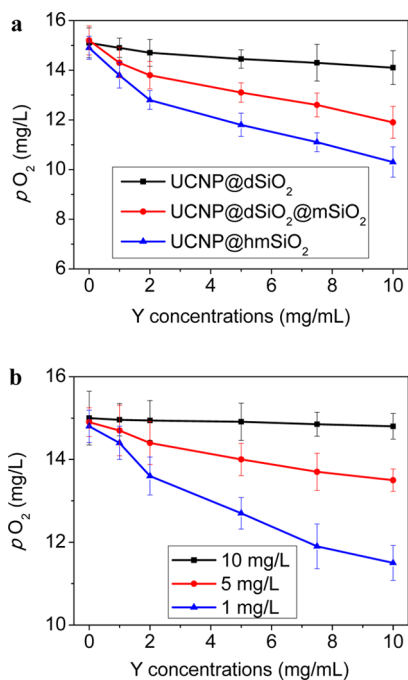 a
16
14
12
10
8
6
p O₂ (mg/L)
UCNP@dSiO₂
UCNP@dSiO₂@mSiO₂
UCNP@hmSiO₂
0 2 4 6 8 10
Y concentrations (mg/mL)
b
16
14
12
10
p O₂ (mg/L)
10 mg/L
5 mg/L
1 mg/L
0 2 4 6 8 10
Y concentrations (mg/mL)